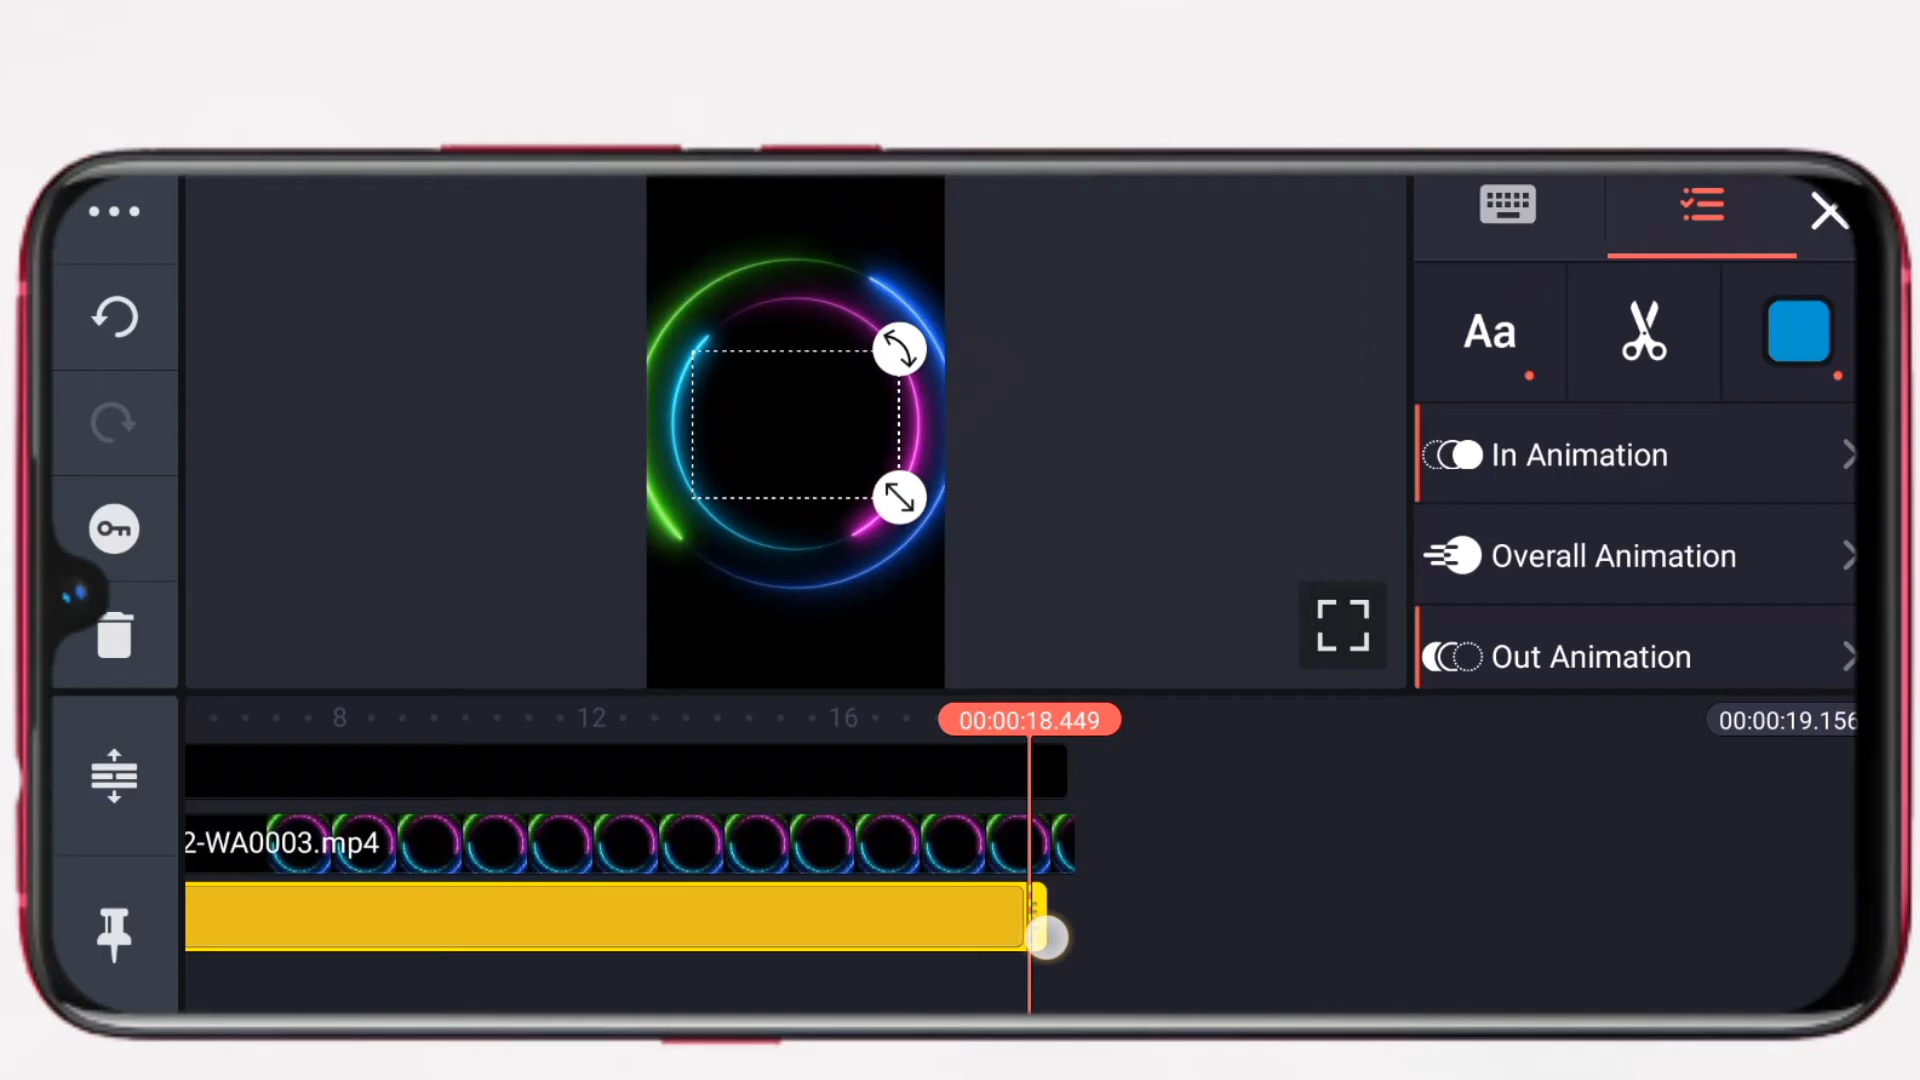 Aa
In Animation
Overall Animation
Out Animation
8
12
16
00:00:18.449
00:00:19.156
2-WA0003.mp4